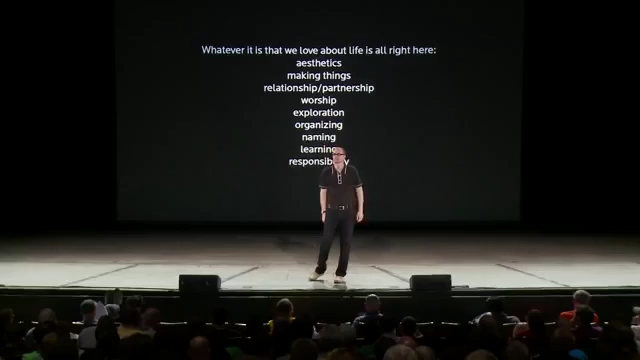 Whatever it is that we love about life is all right here:
aesthetics
making things
relationship/partnership
worship
exploration
organizing
naming
learning
responsibility